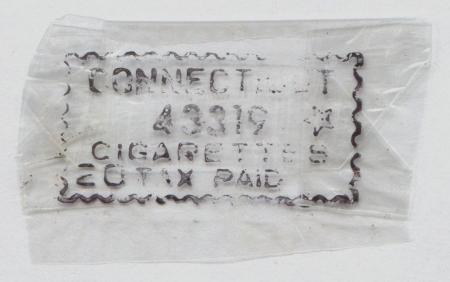 CONNECTICUT
43319 ☆
CIGARETTES
20 TAX PAID